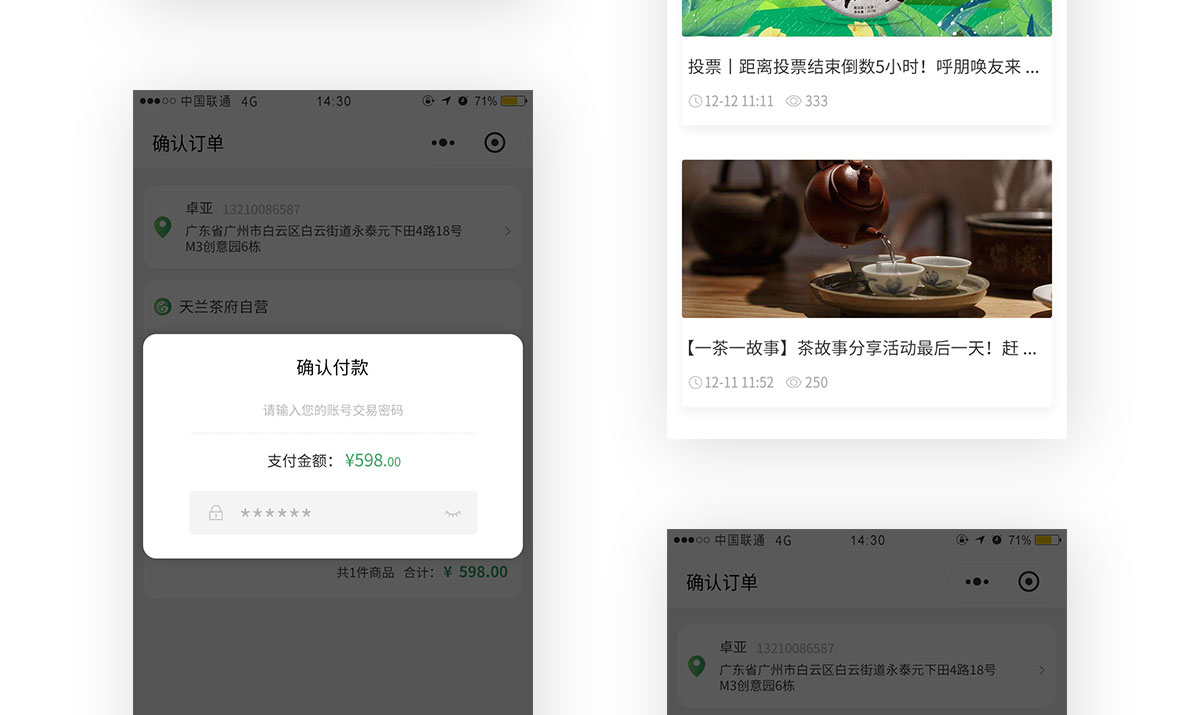 中国联通 4G 14:30 71%
确认订单
卓亚 13210086587
广东省广州市白云区白云街道永泰元下田4路18号
M3创意园6栋
天兰茶府自营
确认付款
请输入您的账号交易密码
支付金额： ¥598.00
******
共1件商品 合计：¥ 598.00
投票丨距离投票结束倒数5小时！呼朋唤友来 ...
12-12 11:11 333
【一茶一故事】茶故事分享活动最后一天！赶 ...
12-11 11:52 250
中国联通 4G 14:30 71%
确认订单
卓亚 13210086587
广东省广州市白云区白云街道永泰元下田4路18号
M3创意园6栋